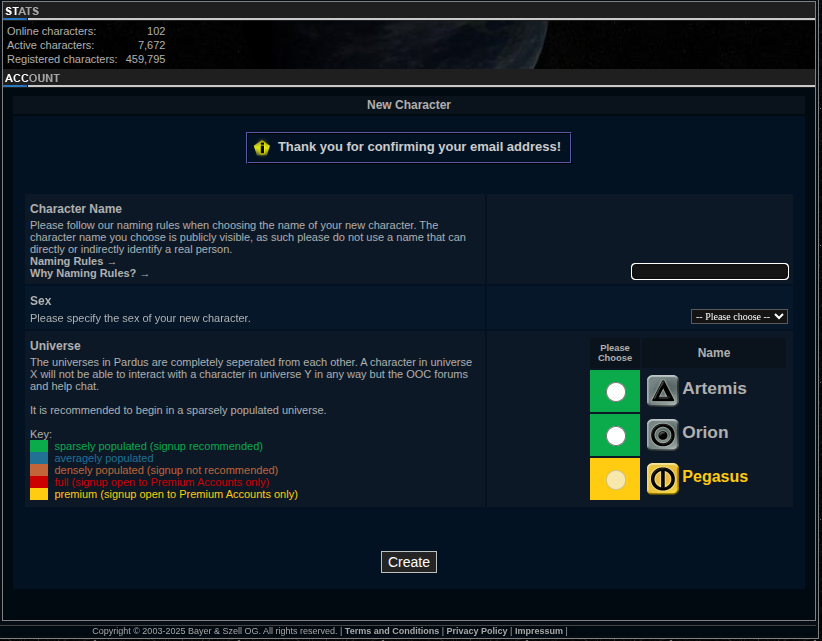 STATS
Online characters: 102
Active characters: 7,672
Registered characters: 459,795
ACCOUNT
New Character
Thank you for confirming your email address!
Character Name
Please follow our naming rules when choosing the name of your new character. The
character name you choose is publicly visible, as such please do not use a name that can
directly or indirectly identify a real person.
Naming Rules →
Why Naming Rules? →
Sex
Please specify the sex of your new character.
-- Please choose --
Universe
The universes in Pardus are completely seperated from each other. A character in universe
X will not be able to interact with a character in universe Y in any way but the OOC forums
and help chat.
It is recommended to begin in a sparsely populated universe.
Key:
sparsely populated (signup recommended)
averagely populated
densely populated (signup not recommended)
full (signup open to Premium Accounts only)
premium (signup open to Premium Accounts only)
Please
Choose
Name
Artemis
Orion
Pegasus
Create
Copyright © 2003-2025 Bayer & Szell OG. All rights reserved. | Terms and Conditions | Privacy Policy | Impressum |